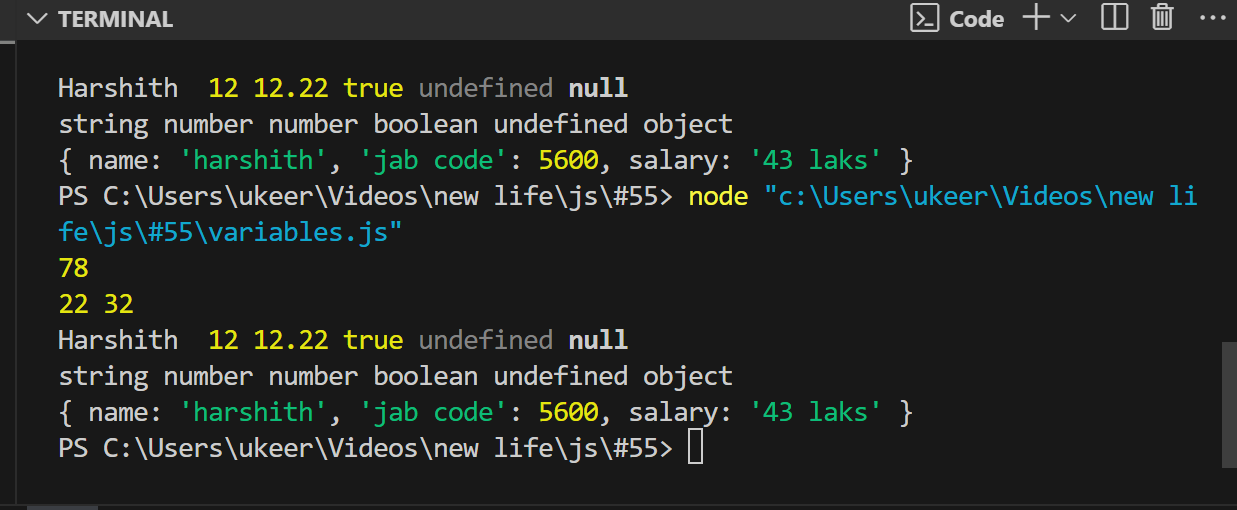 TERMINAL
Code
Harshith  12 12.22 true undefined null
string number number boolean undefined object
{ name: 'harshith', 'jab code': 5600, salary: '43 laks' }
PS C:\Users\ukeer\Videos\new life\js\#55> node "c:\Users\ukeer\Videos\new li
fe\js\#55\variables.js"
78
22 32
Harshith  12 12.22 true undefined null
string number number boolean undefined object
{ name: 'harshith', 'jab code': 5600, salary: '43 laks' }
PS C:\Users\ukeer\Videos\new life\js\#55>